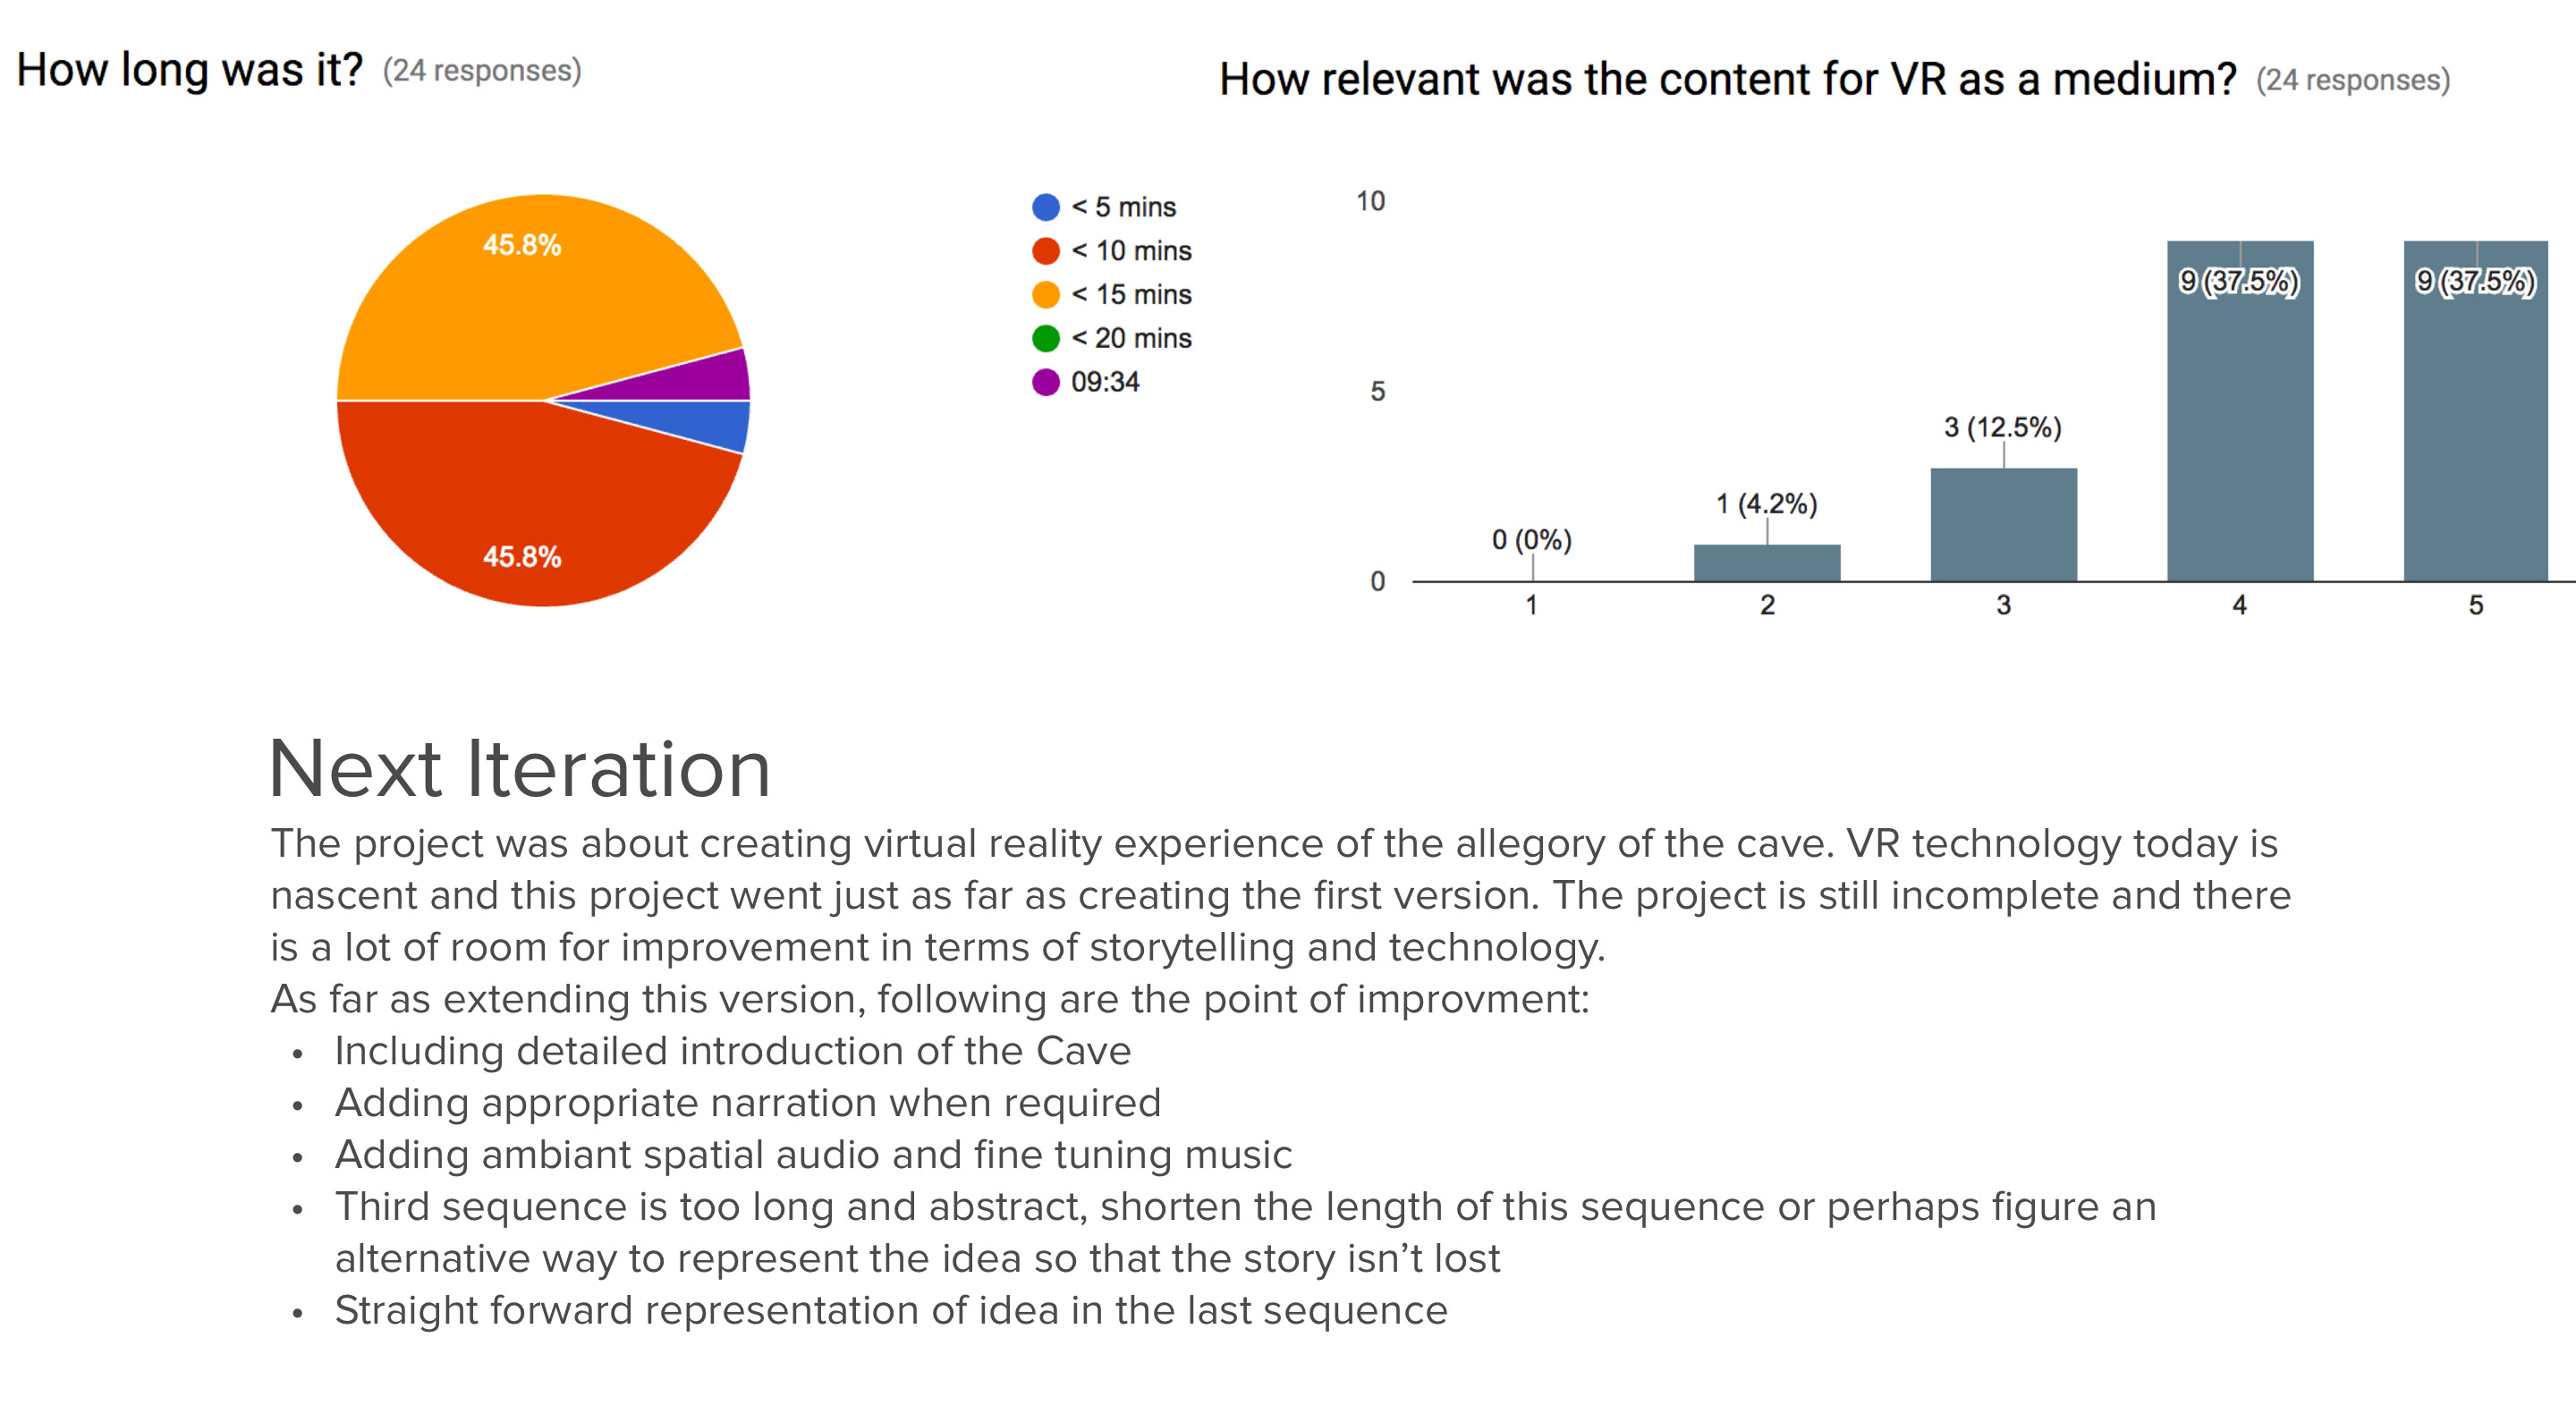 How long was it? (24 responses)
45.8%
45.8%
< 5 mins
< 10 mins
< 15 mins
< 20 mins
09:34
How relevant was the content for VR as a medium? (24 responses)
10
5
0
0 (0%)
1 (4.2%)
3 (12.5%)
9 (37.5%)
9 (37.5%)
1
2
3
4
5
Next Iteration
The project was about creating virtual reality experience of the allegory of the cave. VR technology today is
nascent and this project went just as far as creating the first version. The project is still incomplete and there
is a lot of room for improvement in terms of storytelling and technology.
As far as extending this version, following are the point of improvment:
• Including detailed introduction of the Cave
• Adding appropriate narration when required
• Adding ambiant spatial audio and fine tuning music
• Third sequence is too long and abstract, shorten the length of this sequence or perhaps figure an
alternative way to represent the idea so that the story isn’t lost
• Straight forward representation of idea in the last sequence